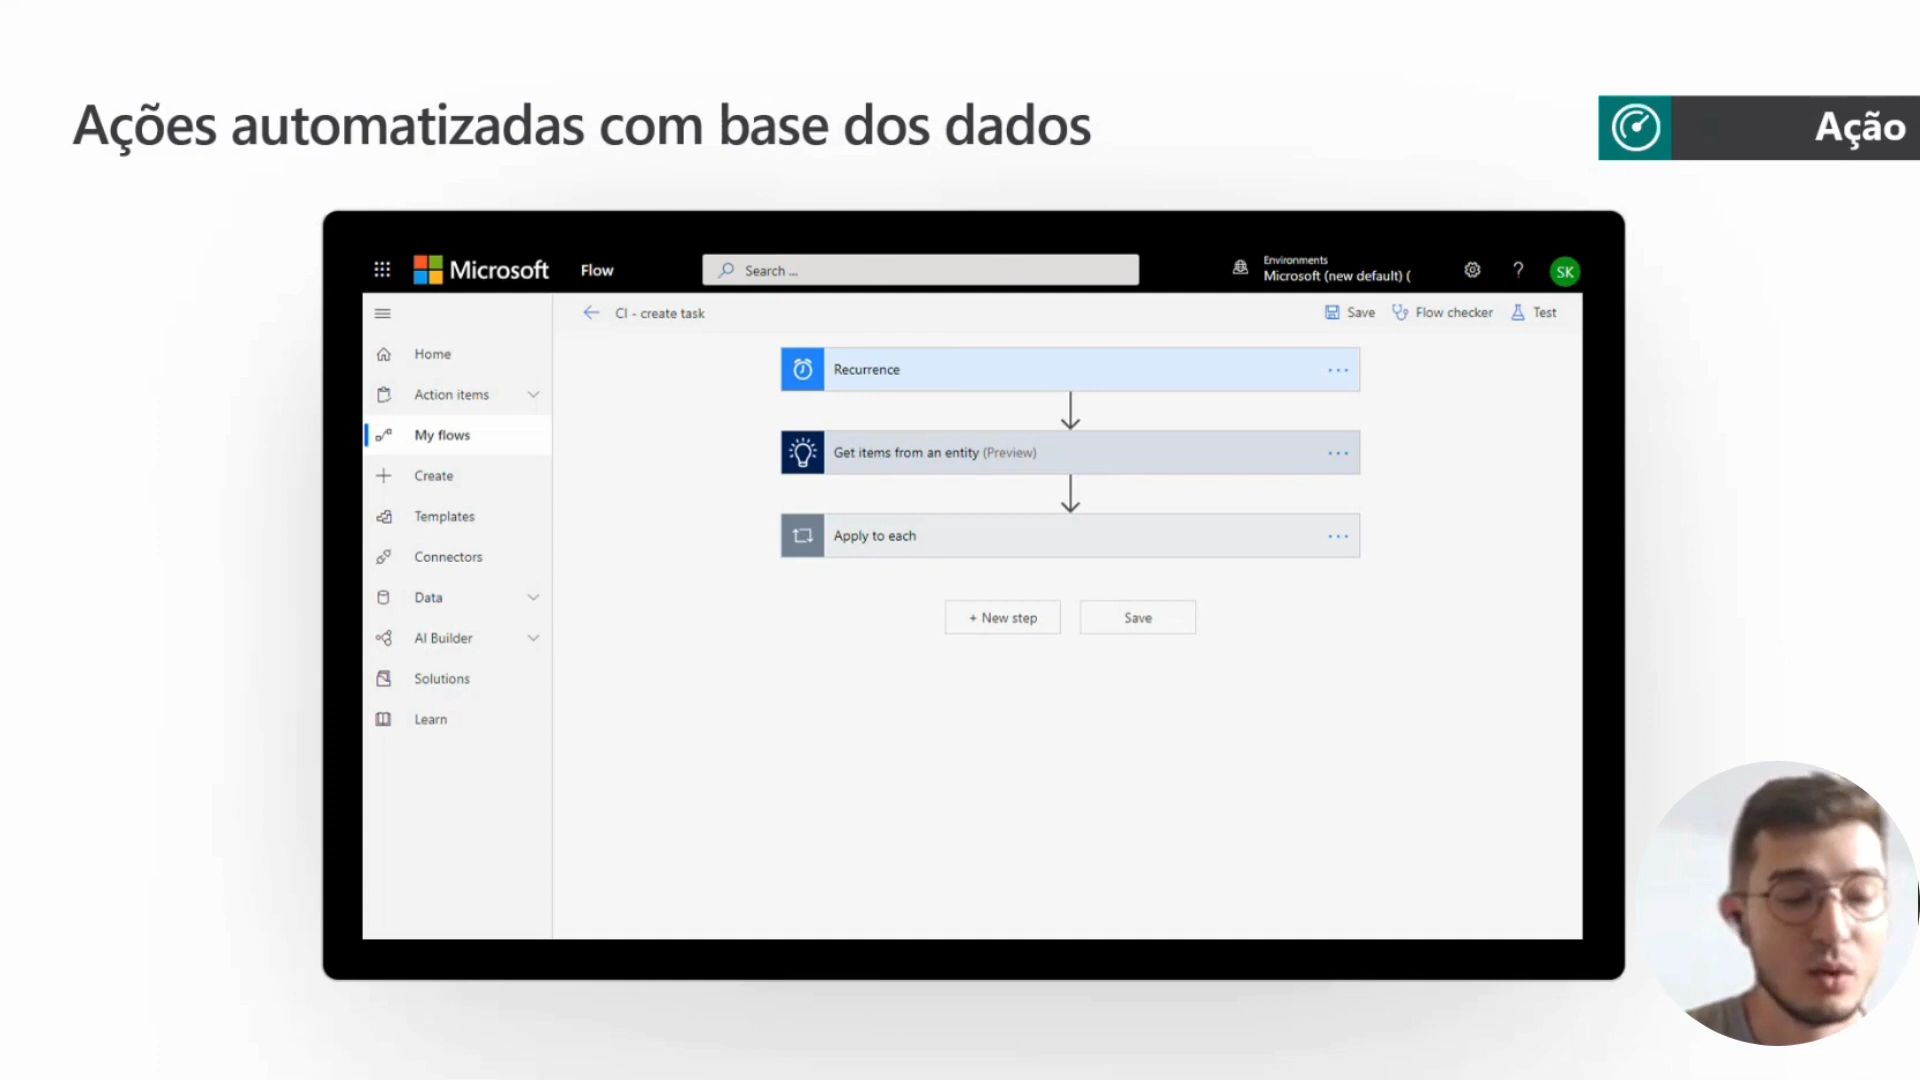 Ações automatizadas com base dos dados
Ação
Microsoft
Flow
Search ...
Environments
Microsoft (new default) (
?
SK
CI - create task
Save
Flow checker
Test
Home
Action items
My flows
Create
Templates
Connectors
Data
AI Builder
Solutions
Learn
Recurrence
Get items from an entity (Preview)
Apply to each
+ New step
Save